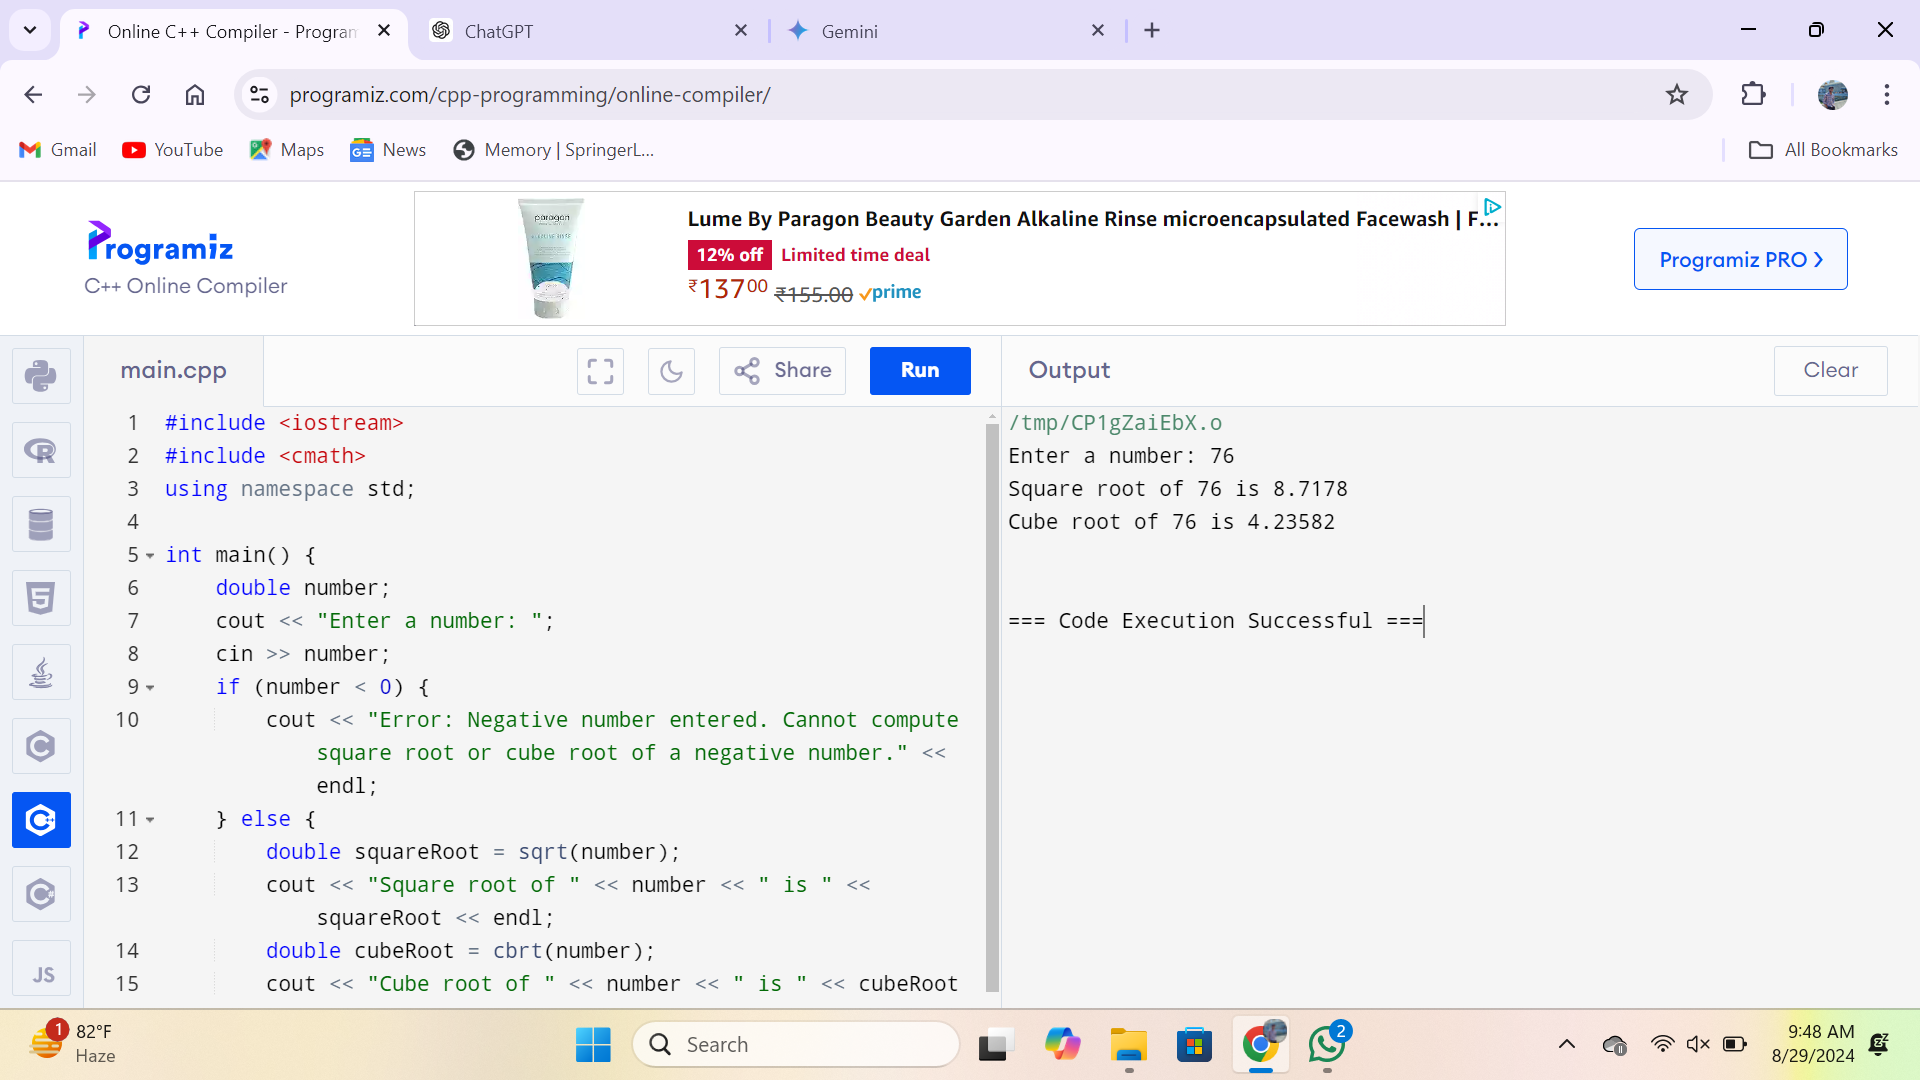 Online C++ Compiler - Program
ChatGPT
Gemini
programiz.com/cpp-programming/online-compiler/
Gmail
YouTube
Maps
News
Memory | SpringerL...
All Bookmarks
Programiz
C++ Online Compiler
paragon
ALKALINE RINSE
Lume By Paragon Beauty Garden Alkaline Rinse microencapsulated Facewash | F...
12% off Limited time deal
₹13700 ₹155.00 prime
Programiz PRO
main.cpp
Share
Run
Output
Clear
1 #include <iostream>
2 #include <cmath>
3 using namespace std;
4
5 int main() {
6 double number;
7 cout << "Enter a number: ";
8 cin >> number;
9 if (number < 0) {
10 cout << "Error: Negative number entered. Cannot compute
square root or cube root of a negative number." <<
endl;
11 } else {
12 double squareRoot = sqrt(number);
13 cout << "Square root of " << number << " is " <<
squareRoot << endl;
14 double cubeRoot = cbrt(number);
15 cout << "Cube root of " << number << " is " << cubeRoot
/tmp/CP1gZaiEbX.o
Enter a number: 76
Square root of 76 is 8.7178
Cube root of 76 is 4.23582
=== Code Execution Successful ===
R
5
C
C++
C#
JS
1
82°F
Haze
Search
2
9:48 AM
8/29/2024